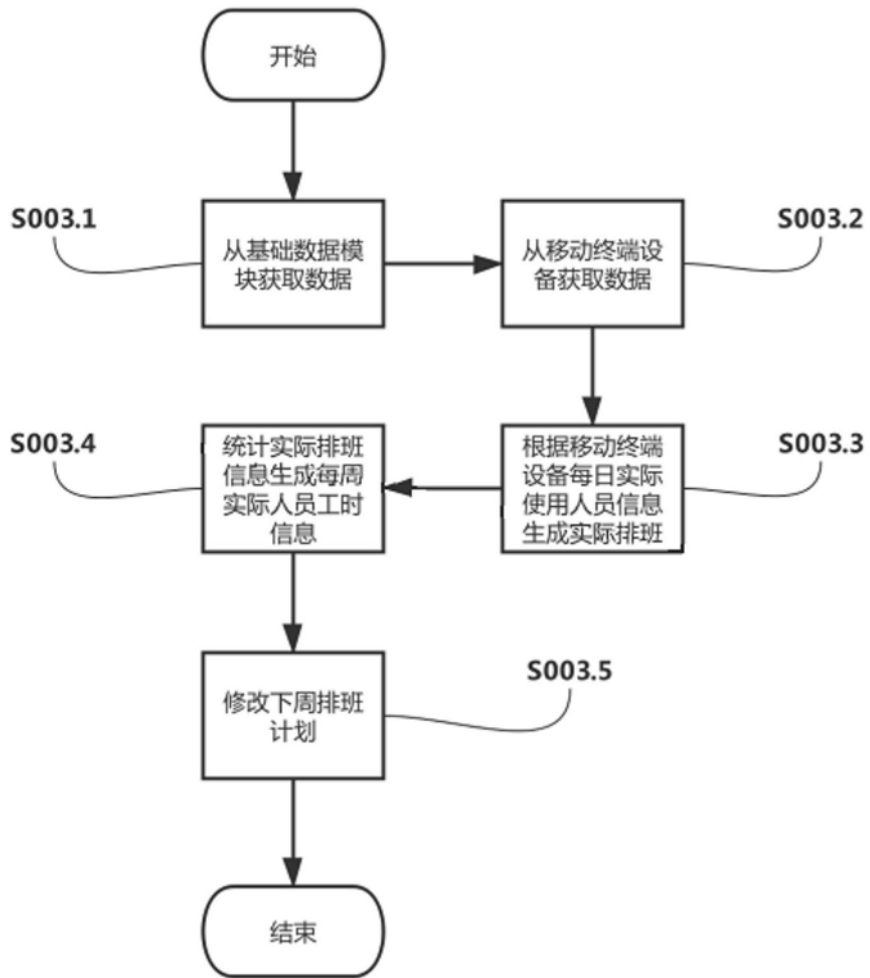 开始
S003.1
从基础数据模
块获取数据
从移动终端设
备获取数据
S003.2
S003.4
统计实际排班
信息生成每周
实际人员工时
信息
根据移动终端
设备每日实际
使用人员信息
生成实际排班
S003.3
修改下周排班
计划
S003.5
结束